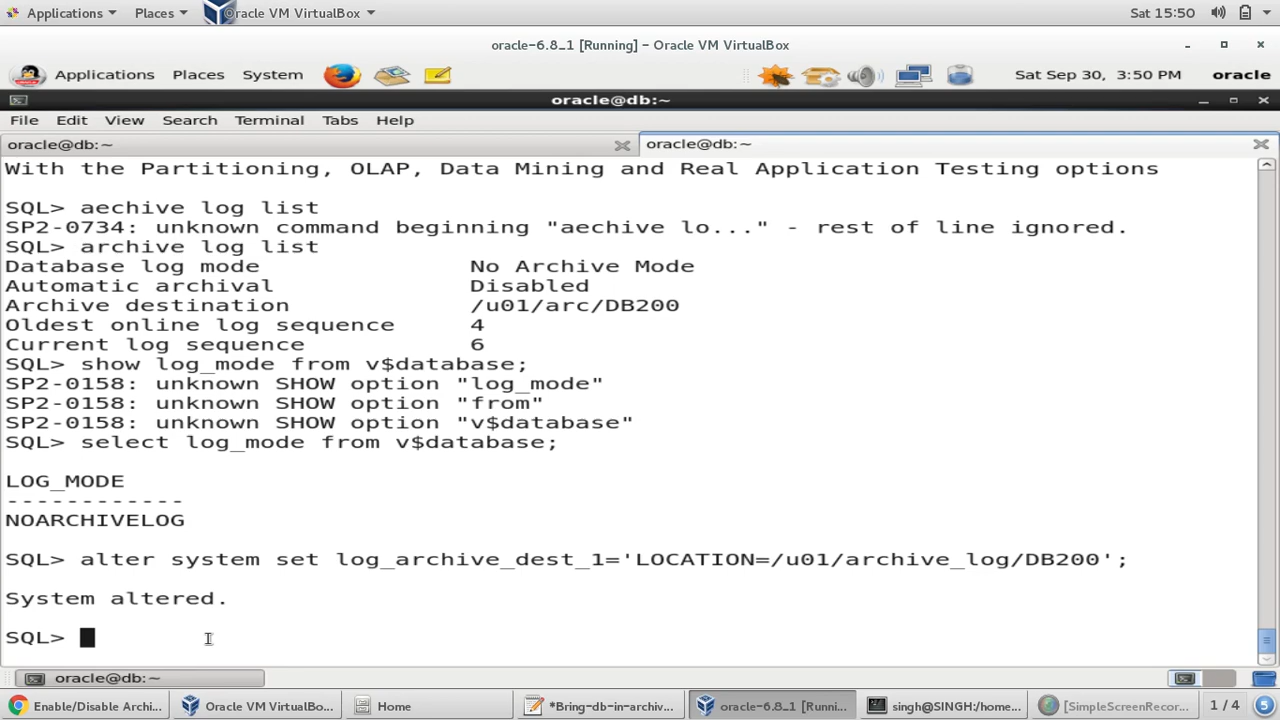 Applications Places Oracle VM VirtualBox Sat 15:50
oracle-6.8_1 [Running] – Oracle VM VirtualBox
Applications Places System Sat Sep 30, 3:50 PM oracle
oracle@db:~
File Edit View Search Terminal Tabs Help
oracle@db:~ oracle@db:~
With the Partitioning, OLAP, Data Mining and Real Application Testing options
SQL> aechive log list
SP2-0734: unknown command beginning "aechive lo..." - rest of line ignored.
SQL> archive log list
Database log mode No Archive Mode
Automatic archival Disabled
Archive destination /u01/arc/DB200
Oldest online log sequence 4
Current log sequence 6
SQL> show log_mode from v$database;
SP2-0158: unknown SHOW option "log_mode"
SP2-0158: unknown SHOW option "from"
SP2-0158: unknown SHOW option "v$database"
SQL> select log_mode from v$database;
LOG_MODE
------------
NOARCHIVELOG
SQL> alter system set log_archive_dest_1='LOCATION=/u01/archive_log/DB200';
System altered.
SQL>
oracle@db:~
Enable/Disable Archi... Oracle VM VirtualBo... Home *Bring-db-in-archiv... oracle-6.8_1 [Runni... singh@SINGH:/home... [SimpleScreenRecor... 1 / 4 5